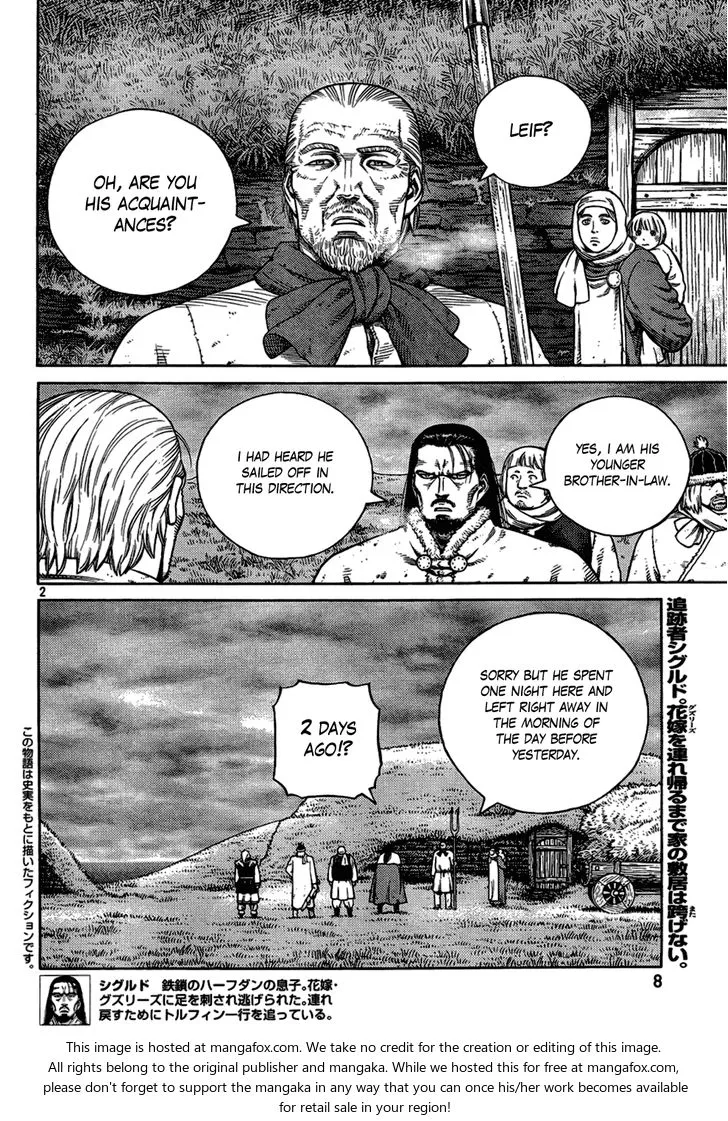 LEIF?
OH, ARE YOU
HIS ACQUAINT-
ANCES?
YES, I AM HIS
YOUNGER
BROTHER-IN-LAW.
I HAD HEARD HE
SAILED OFF IN
THIS DIRECTION.
2
SORRY BUT HE SPENT
ONE NIGHT HERE AND
LEFT RIGHT AWAY IN
THE MORNING OF
THE DAY BEFORE
YESTERDAY.
2 DAYS
AGO!?
追跡者シグルド。花嫁を連れ帰るまで家の敷居は跨げない。
グズリーズ
また
この物語は史実をもとに描いたフィクションです。
シグルド 鉄鎖のハーフダンの息子。花嫁・
グズリーズに足を刺され逃げられた。連れ
戻すためにトルフィン一行を追っている。
8
This image is hosted at mangafox.com. We take no credit for the creation or editing of this image.
All rights belong to the original publisher and mangaka. While we hosted this for free at mangafox.com,
please don't forget to support the mangaka in any way that you can once his/her work becomes available
for retail sale in your region!